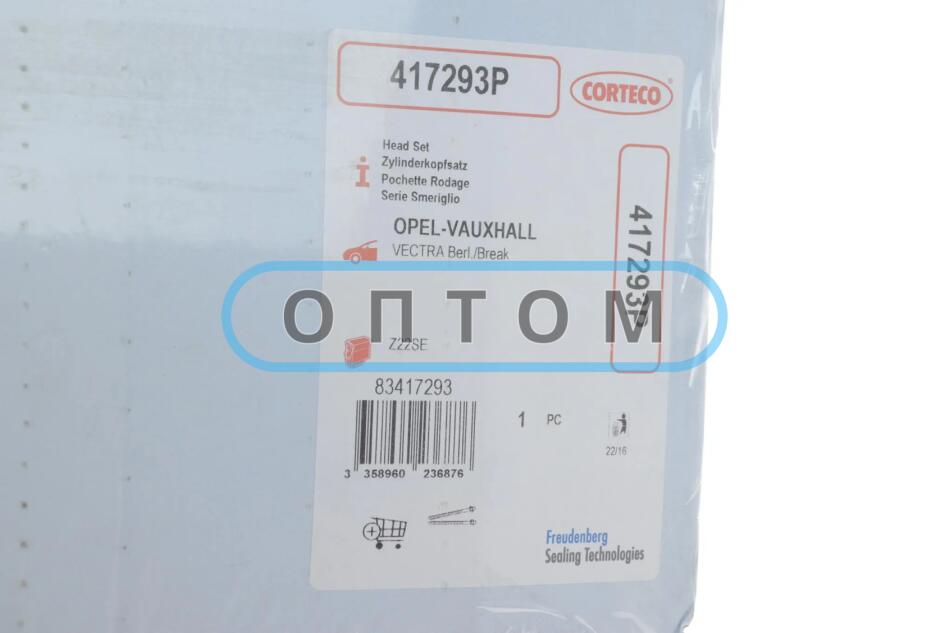 417293P
CORTECO
Head Set
Zylinderkopfsatz
Pochette Rodage
Serie Smeriglio
OPEL-VAUXHALL
VECTRA Berl./Break
417293P
ОПТОМ
Z22SE
83417293
1 PC
22/16
3 358960 236876
Freudenberg
Sealing Technologies